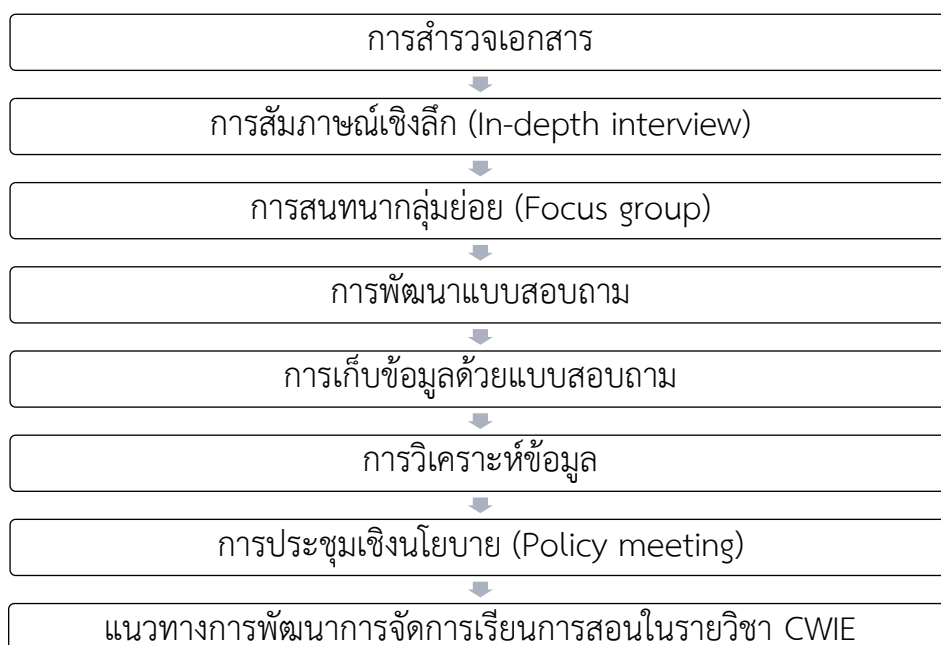 การสำรวจเอกสาร
การสัมภาษณ์เชิงลึก (In-depth interview)
การสนทนากลุ่มย่อย (Focus group)
การพัฒนาแบบสอบถาม
การเก็บข้อมูลด้วยแบบสอบถาม
การวิเคราะห์ข้อมูล
การประชุมเชิงนโยบาย (Policy meeting)
แนวทางการพัฒนาการจัดการเรียนการสอนในรายวิชา CWIE